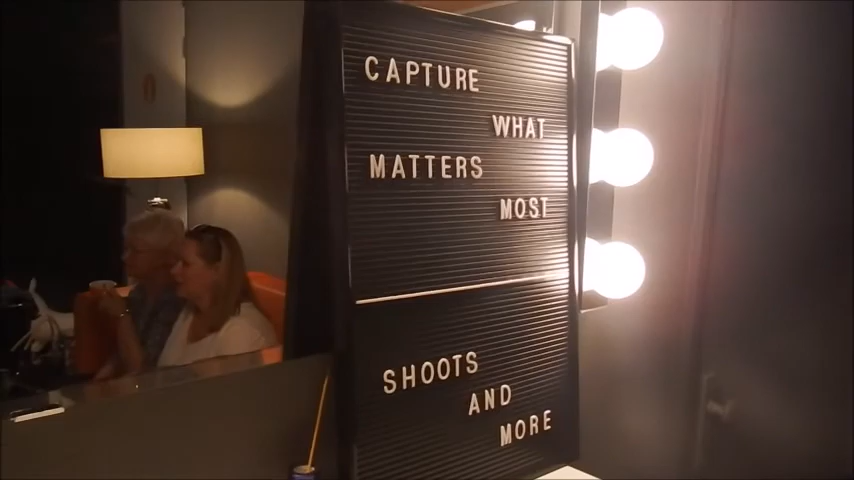 CAPTURE
WHAT
MATTERS
MOST
SHOOTS
AND
MORE